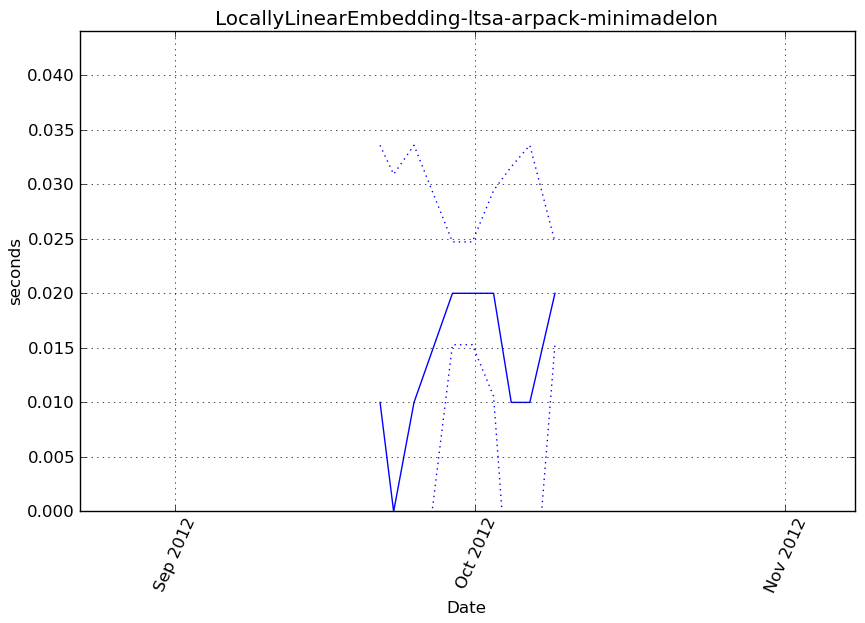 LocallyLinearEmbedding-ltsa-arpack-minimadelon
0.040
0.035
0.030
0.025
0.020
0.015
0.010
0.005
0.000
seconds
Sep 2012
Oct 2012
Nov 2012
Date